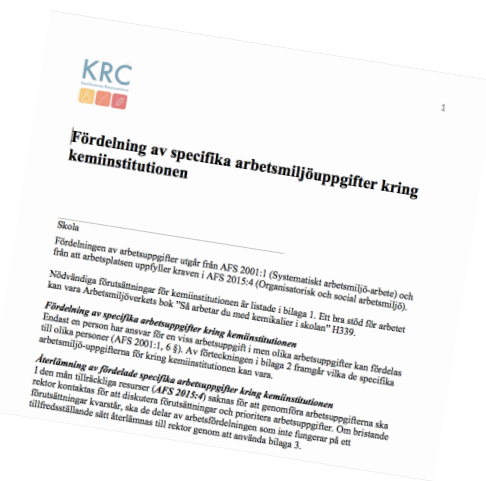 KRC
1
Fördelning av specifika arbetsmiljöuppgifter kring
kemiinstitutionen
Skola
Fördelningen av arbetsuppgifter utgår från AFS 2001:1 (Systematiskt arbetsmiljö-arbete) och
från att arbetsplatsen uppfyller kraven i AFS 2015:4 (Organisatorisk och social arbetsmiljö).
Nödvändiga förutsättningar för kemiinstitutionen är listade i bilaga 1. Ett bra stöd för arbetet
kan vara Arbetsmiljöverkets bok "Så arbetar du med kemikalier i skolan" H339.
Fördelning av specifika arbetsmiljöuppgifter kring kemiinstitutionen
Endast en person har ansvar för en viss arbetsuppgift i men olika arbetsuppgifter kan fördelas
till olika personer (AFS 2001:1, 6 §). Av förteckningen i bilaga 2 framgår vilka de specifika
arbetsmiljö-uppgifterna för kring kemiinstitutionen kan vara.
Återlämning av fördelade specifika arbetsmiljöuppgifter kring kemiinstitutionen
I den mån tillräckliga resurser (AFS 2015:4) saknas för att genomföra arbetsuppgifterna ska
rektor kontaktas för att diskutera förutsättningar och prioritera arbetsuppgifter. Om bristande
förutsättningar kvarstår, ska de delar av arbetsfördelningen som inte fungerar på ett
tillfredsställande sätt återlämnas till rektor genom att använda bilaga 3.